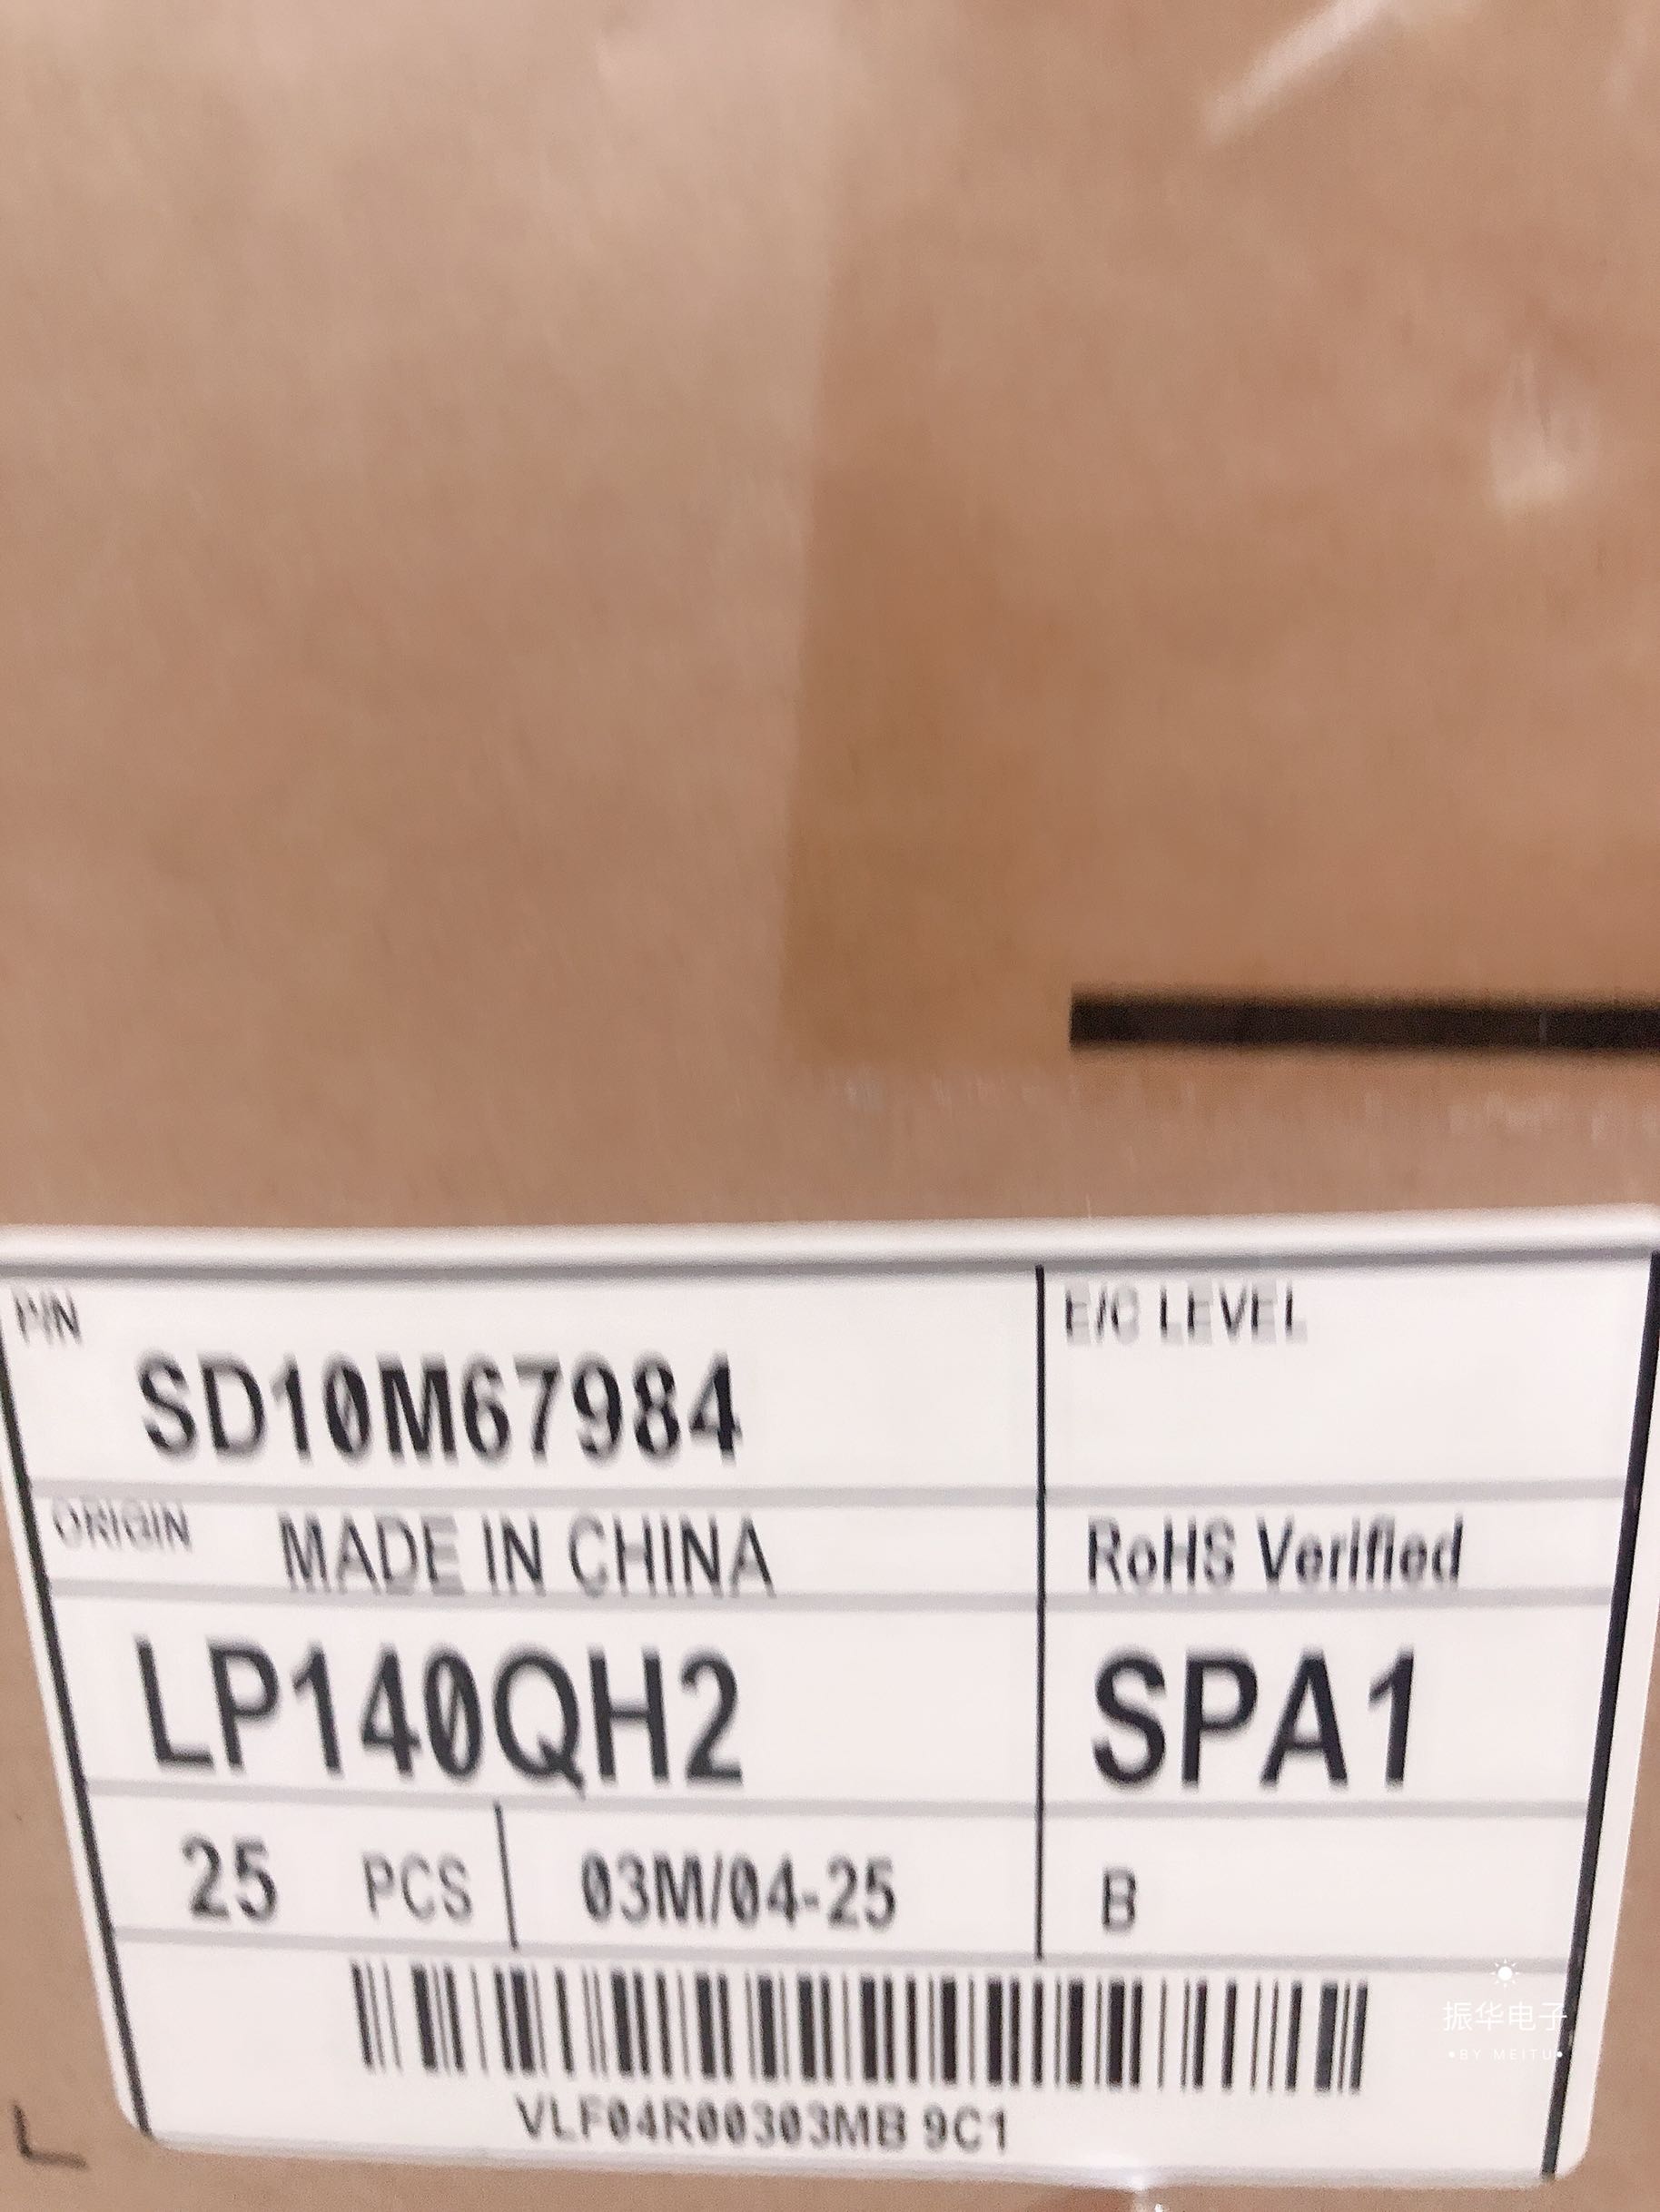 P/N
SD10M67984
E/C LEVEL
ORIGIN MADE IN CHINA
RoHS Verified
LP140QH2
SPA1
25 PCS
03M/04-25
B
VLF04R00303MB 9C1
振华电子
•BY MEITU•
L